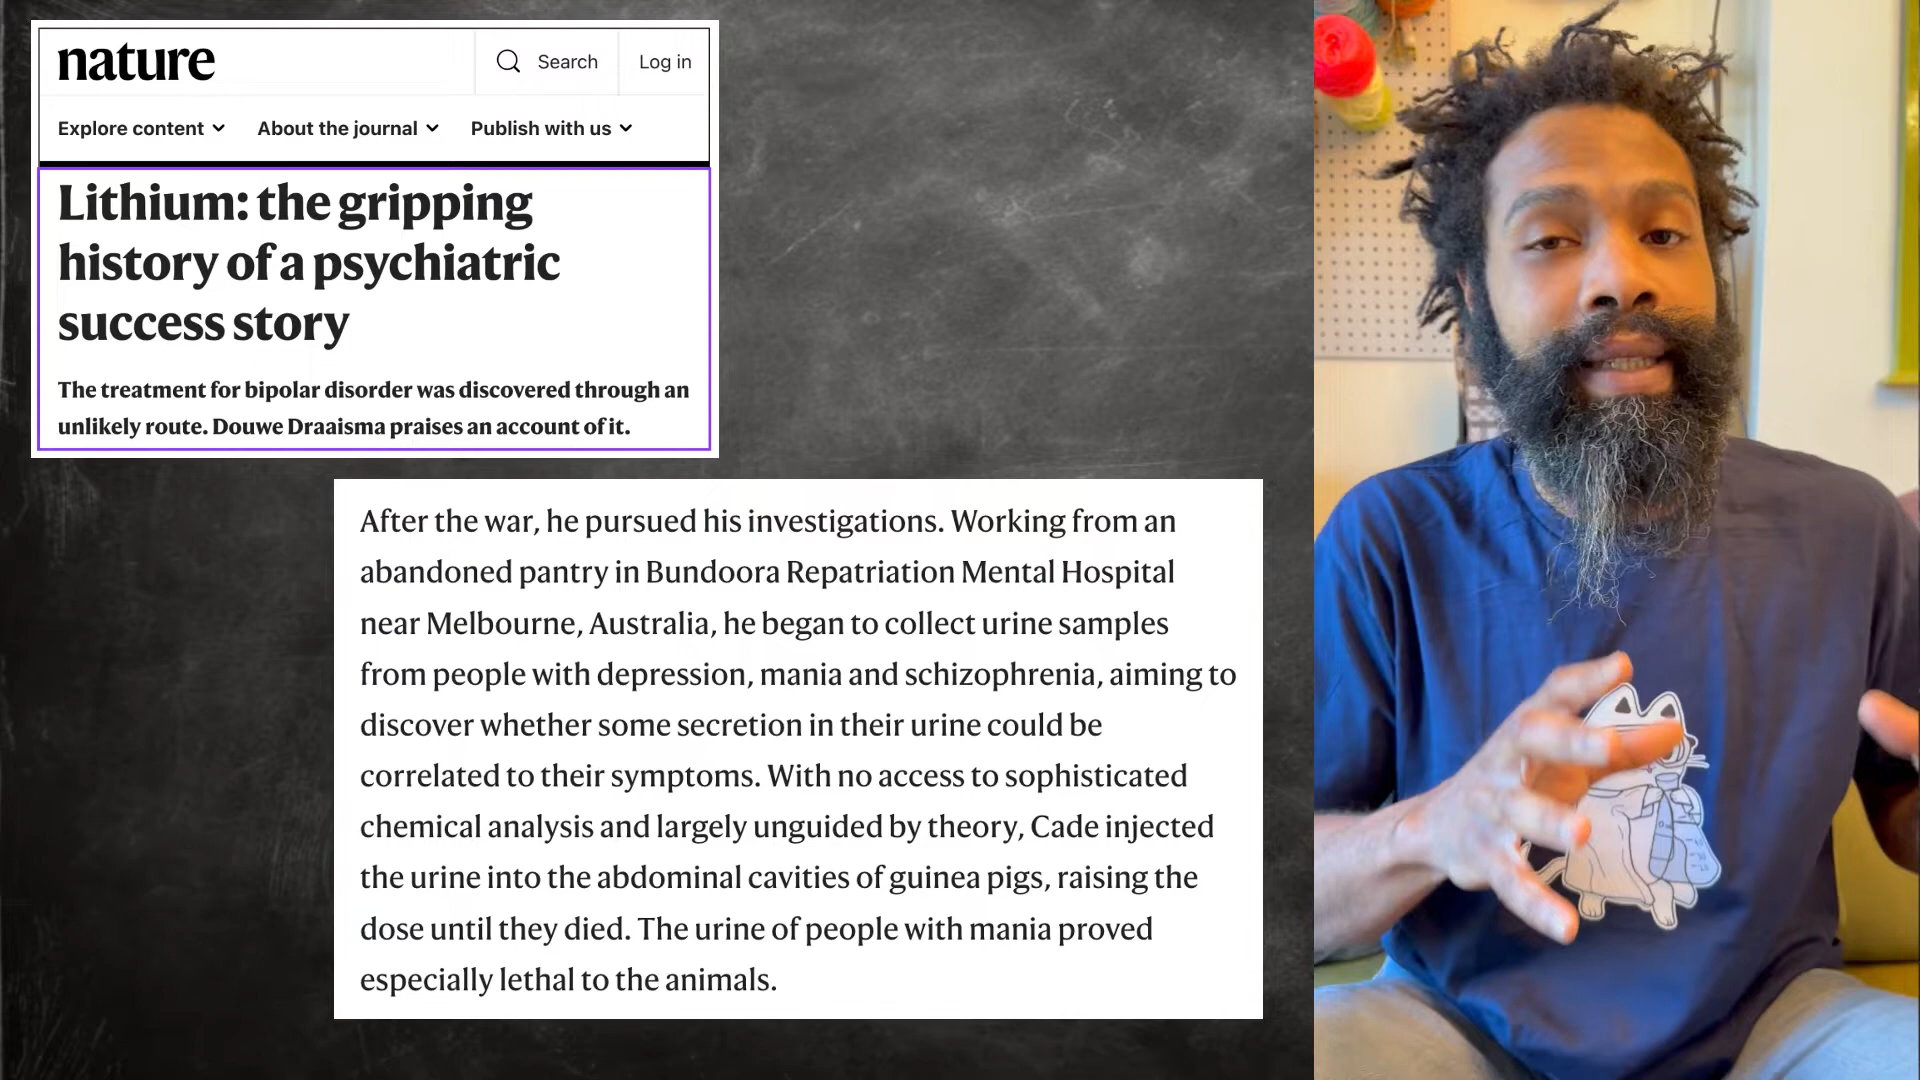 nature
Search
Log in
Explore content
About the journal
Publish with us
Lithium: the gripping
history of a psychiatric
success story
The treatment for bipolar disorder was discovered through an
unlikely route. Douwe Draaisma praises an account of it.
After the war, he pursued his investigations. Working from an
abandoned pantry in Bundoora Repatriation Mental Hospital
near Melbourne, Australia, he began to collect urine samples
from people with depression, mania and schizophrenia, aiming to
discover whether some secretion in their urine could be
correlated to their symptoms. With no access to sophisticated
chemical analysis and largely unguided by theory, Cade injected
the urine into the abdominal cavities of guinea pigs, raising the
dose until they died. The urine of people with mania proved
especially lethal to the animals.